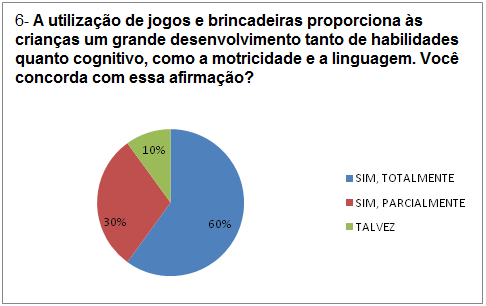 6- A utilização de jogos e brincadeiras proporciona às
crianças um grande desenvolvimento tanto de habilidades
quanto cognitivo, como a motricidade e a linguagem. Você
concorda com essa afirmação?
10%
30%
60%
SIM, TOTALMENTE
SIM, PARCIALMENTE
TALVEZ